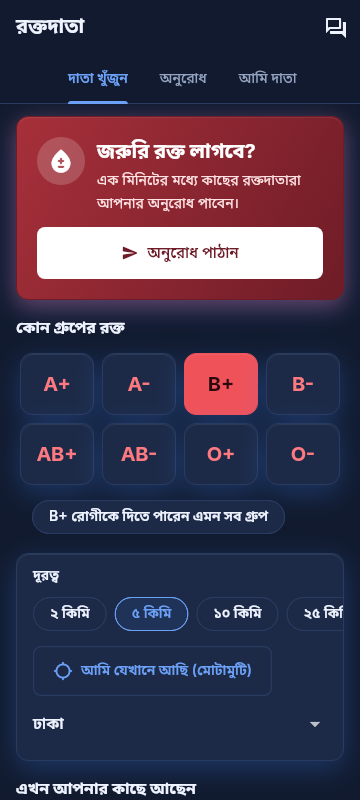 রক্তদাতা
দাতা খুঁজুন
অনুরোধ
আমি দাতা
জরুরি রক্ত লাগবে?
এক মিনিটের মধ্যে কাছের রক্তদাতারা
আপনার অনুরোধ পাবেন।
অনুরোধ পাঠান
কোন গ্রুপের রক্ত
A+ A- B+ B-
AB+ AB- O+ O-
B+ রোগীকে দিতে পারেন এমন সব গ্রুপ
দূরত্ব
২ কিমি ৫ কিমি ১০ কিমি ২৫ কিমি
আমি যেখানে আছি (মোটামুটি)
ঢাকা
এখন আপনার কাছে আছেন